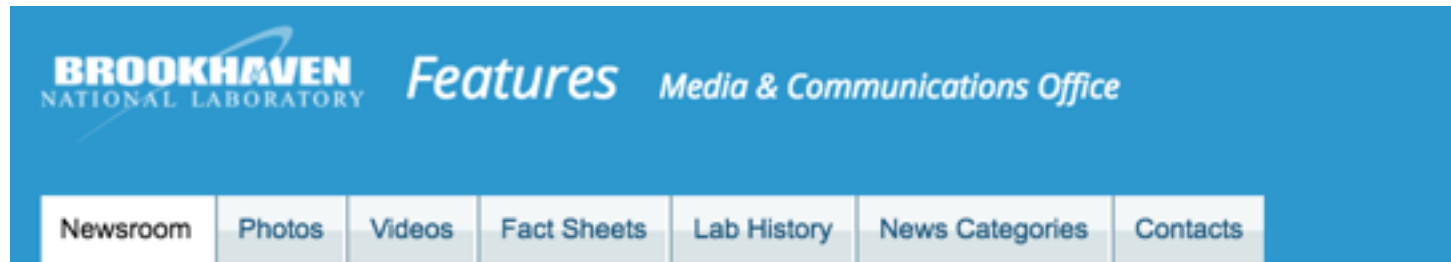 BROOKHAVEN
NATIONAL LABORATORY
Features Media & Communications Office
Newsroom Photos Videos Fact Sheets Lab History News Categories Contacts